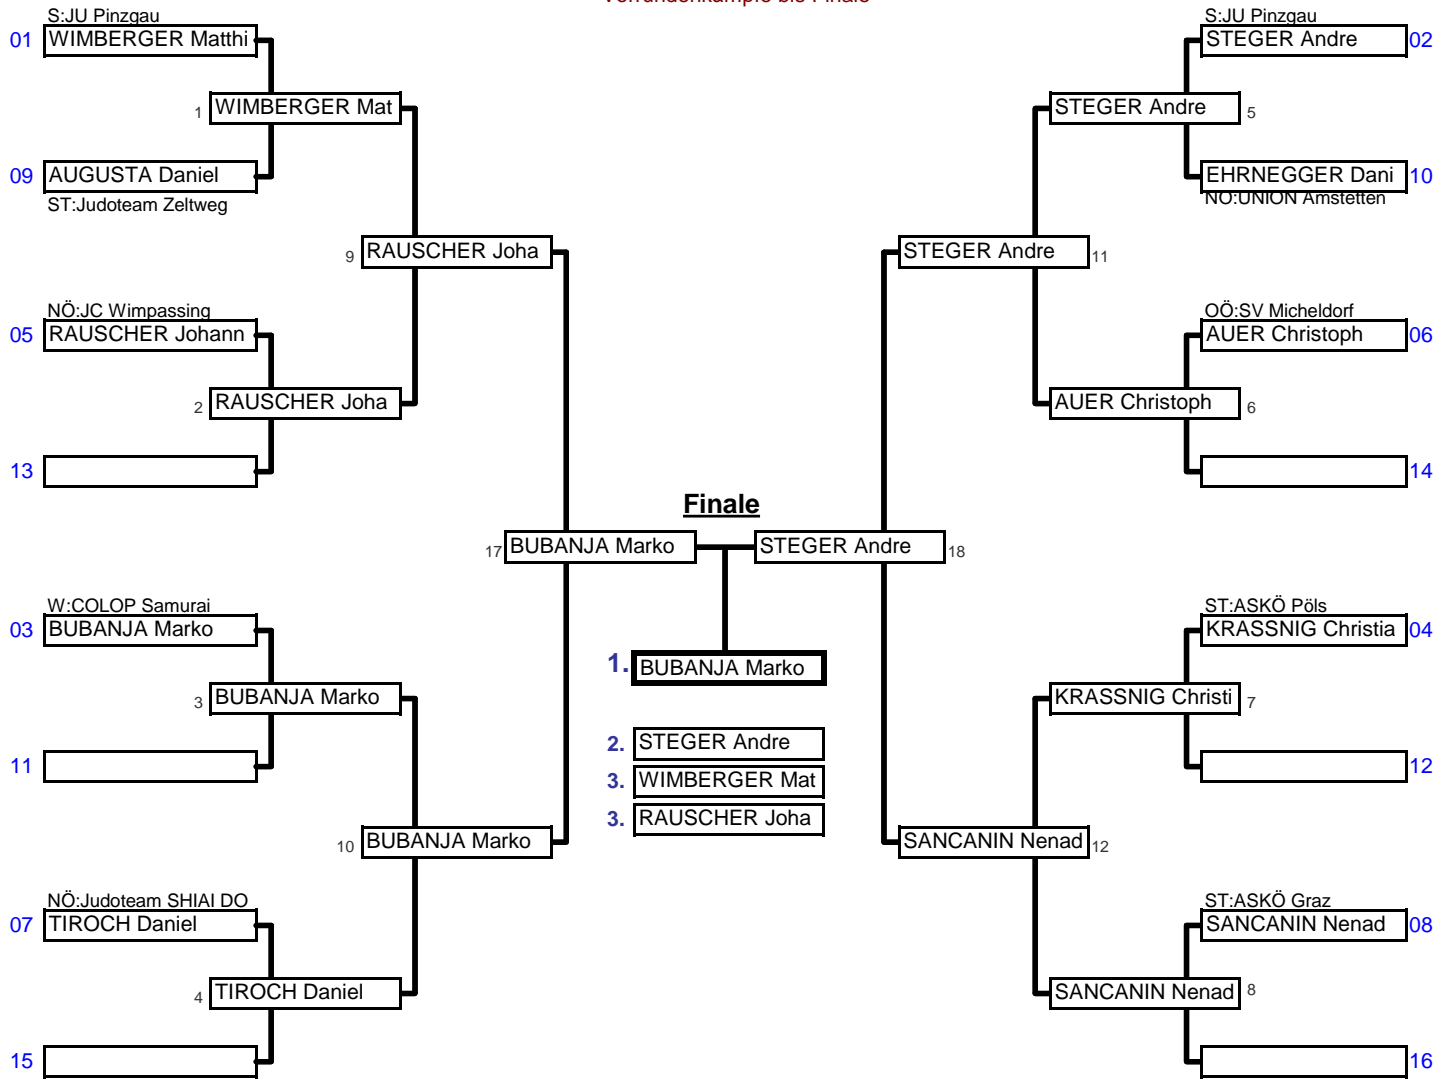 Vorrundenkämpfe bis Finale
S:JU Pinzgau
01 WIMBERGER Matthi
1 WIMBERGER Mat
09 AUGUSTA Daniel
ST:Judoteam Zeltweg
9 RAUSCHER Joha
NÖ:JC Wimpassing
05 RAUSCHER Johann
2 RAUSCHER Joha
13
17 BUBANJA Marko
W:COLOP Samurai
03 BUBANJA Marko
3 BUBANJA Marko
11
10 BUBANJA Marko
NÖ:Judoteam SHIAI DO
07 TIROCH Daniel
4 TIROCH Daniel
15
Finale
1. BUBANJA Marko
2. STEGER Andre
3. WIMBERGER Mat
3. RAUSCHER Joha
S:JU Pinzgau
STEGER Andre 02
STEGER Andre 5
EHRNEGGER Dani 10
NÖ:UNION Amstetten
STEGER Andre 11
OÖ:SV Micheldorf
AUER Christoph 06
AUER Christoph 6
14
STEGER Andre 18
ST:ASKÖ Pöls
KRASSNIG Christia 04
KRASSNIG Christi 7
12
SANCANIN Nenad 12
ST:ASKÖ Graz
SANCANIN Nenad 08
SANCANIN Nenad 8
16